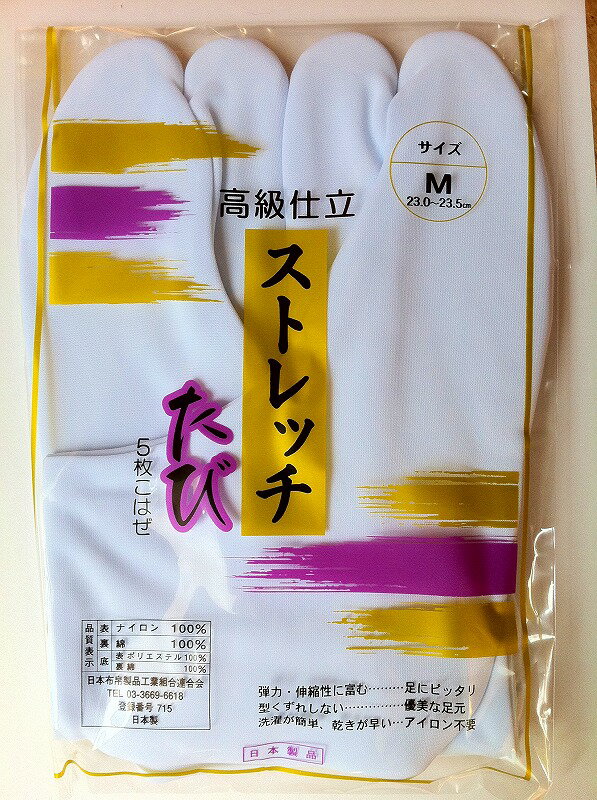 サイズ
M
23.0～23.5cm
高級仕立
ストレッチ
たび
5枚こはぜ
品質表示 表 ナイロン 100%
裏 綿 100%
底 表 ポリエステル 100%
裏 綿 100%
日本布帛製品工業組合連合会
TEL 03-3669-6618
登録番号 715
日本製
弾力・伸縮性に富む………足にピッタリ
型くずれしない……………優美な足元
洗濯が簡単、乾きが早い…アイロン不要
日本製品